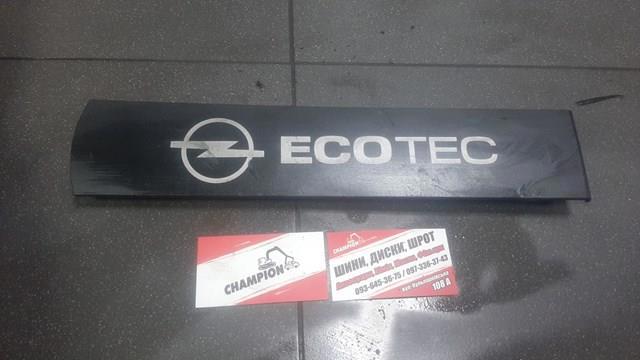 ECOTEC
CHAMPION
CHAMPION
ШИНИ, ДИСКИ, ШРОТ
093-645-36-75 / 097-336-37-43
108 А